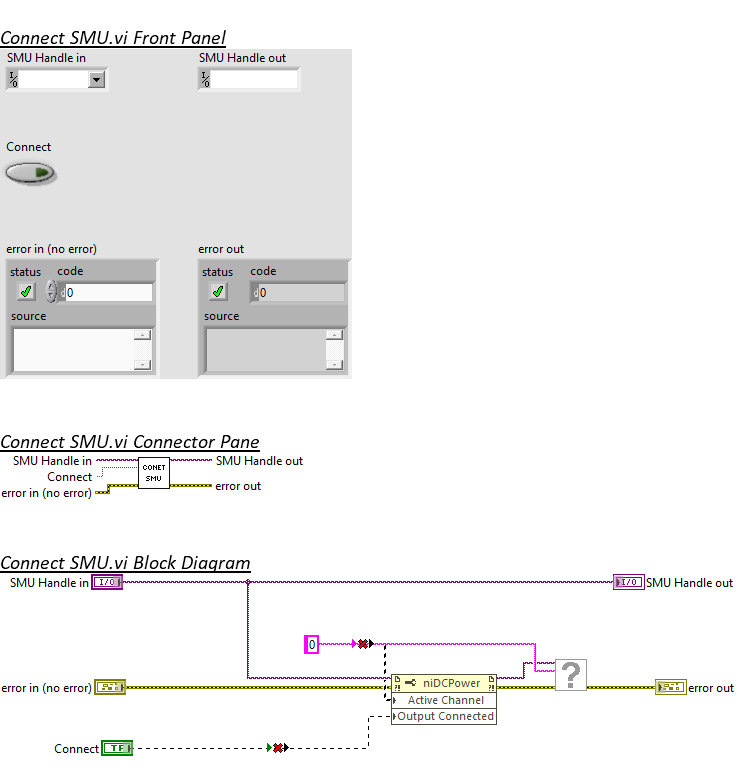 Connect SMU.vi Front Panel
SMU Handle in SMU Handle out
I/O I/O
Connect
error in (no error) error out
status code status code
d 0 d 0
source source
Connect SMU.vi Connector Pane
SMU Handle in SMU Handle out
CONET
Connect SMU
error in (no error) error out
Connect SMU.vi Block Diagram
SMU Handle in I/O I/O SMU Handle out
0
?
error in (no error) niDCPower error out
?! ?!
Active Channel
Output Connected
Connect TF